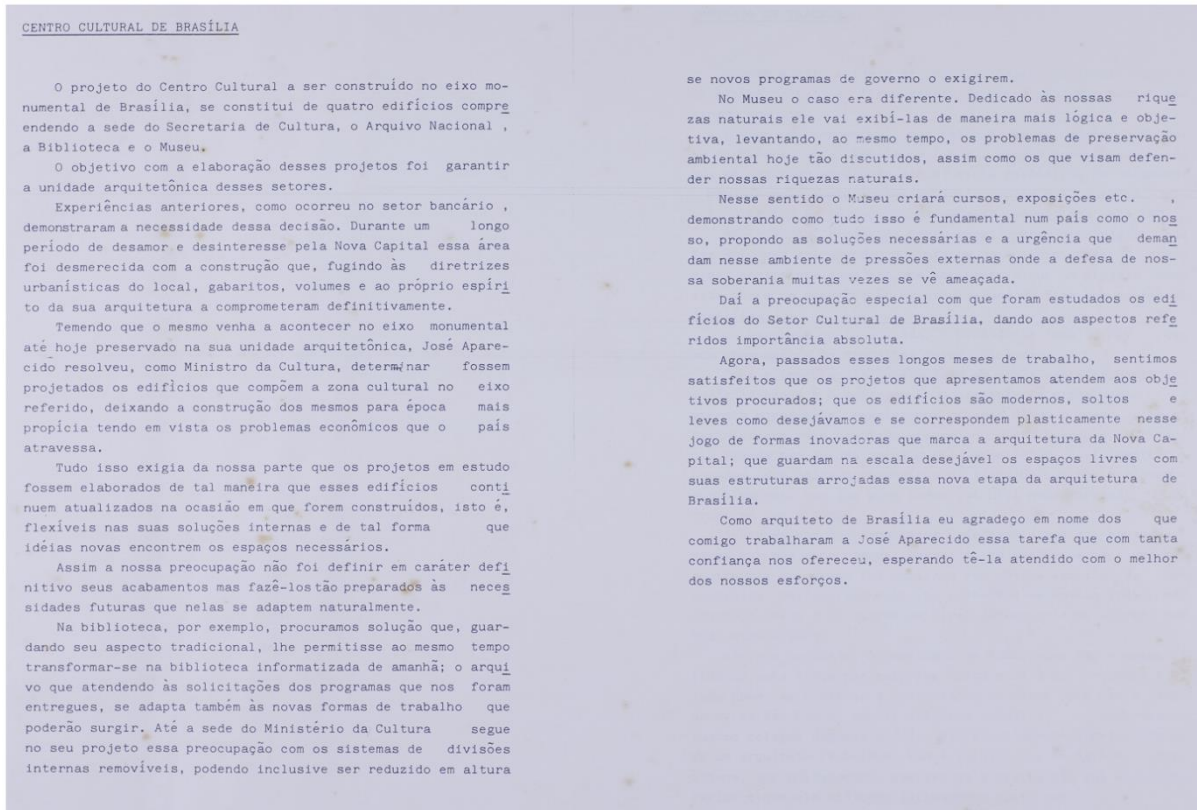 CENTRO CULTURAL DE BRASÍLIA
O projeto do Centro Cultural a ser construído no eixo mo-
numental de Brasília, se constitui de quatro edifícios compre
endendo a sede do Secretaria de Cultura, o Arquivo Nacional ,
a Biblioteca e o Museu.
O objetivo com a elaboração desses projetos foi garantir
a unidade arquitetônica desses setores.
Experiências anteriores, como ocorreu no setor bancário ,
demonstraram a necessidade dessa decisão. Durante um longo
período de desamor e desinteresse pela Nova Capital essa área
foi desmerecida com a construção que, fugindo às diretrizes
urbanísticas do local, gabaritos, volumes e ao próprio espíri
to da sua arquitetura a comprometeram definitivamente.
Temendo que o mesmo venha a acontecer no eixo monumental
até hoje preservado na sua unidade arquitetônica, José Apare-
cido resolveu, como Ministro da Cultura, determinar fossem
projetados os edifícios que compõem a zona cultural no eixo
referido, deixando a construção dos mesmos para época mais
propícia tendo em vista os problemas econômicos que o país
atravessa.
Tudo isso exigia da nossa parte que os projetos em estudo
fossem elaborados de tal maneira que esses edifícios conti
nuem atualizados na ocasião em que forem construídos, isto é,
flexíveis nas suas soluções internas e de tal forma que
idéias novas encontrem os espaços necessários.
Assim a nossa preocupação não foi definir em caráter defi
nitivo seus acabamentos mas fazê-los tão preparados às neces
sidades futuras que nelas se adaptem naturalmente.
Na biblioteca, por exemplo, procuramos solução que, guar-
dando seu aspecto tradicional, lhe permitisse ao mesmo tempo
transformar-se na biblioteca informatizada de amanhã; o arqui
vo que atendendo às solicitações dos programas que nos foram
entregues, se adapta também às novas formas de trabalho que
poderão surgir. Até a sede do Ministério da Cultura segue
no seu projeto essa preocupação com os sistemas de divisões
internas removíveis, podendo inclusive ser reduzido em altura
se novos programas de governo o exigirem.
No Museu o caso era diferente. Dedicado às nossas rique
zas naturais ele vai exibí-las de maneira mais lógica e obje-
tiva, levantando, ao mesmo tempo, os problemas de preservação
ambiental hoje tão discutidos, assim como os que visam defen-
der nossas riquezas naturais.
Nesse sentido o Museu criará cursos, exposições etc. ,
demonstrando como tudo isso é fundamental num país como o nos
so, propondo as soluções necessárias e a urgência que deman
dam nesse ambiente de pressões externas onde a defesa de nos-
sa soberania muitas vezes se vê ameaçada.
Daí a preocupação especial com que foram estudados os edi
fícios do Setor Cultural de Brasília, dando aos aspectos refe
ridos importância absoluta.
Agora, passados esses longos meses de trabalho, sentimos
satisfeitos que os projetos que apresentamos atendem aos obje
tivos procurados; que os edifícios são modernos, soltos e
leves como desejávamos e se correspondem plasticamente nesse
jogo de formas inovadoras que marca a arquitetura da Nova Ca-
pital; que guardam na escala desejável os espaços livres com
suas estruturas arrojadas essa nova etapa da arquitetura de
Brasília.
Como arquiteto de Brasília eu agradeço em nome dos que
comigo trabalharam a José Aparecido essa tarefa que com tanta
confiança nos ofereceu, esperando tê-la atendido com o melhor
dos nossos esforços.